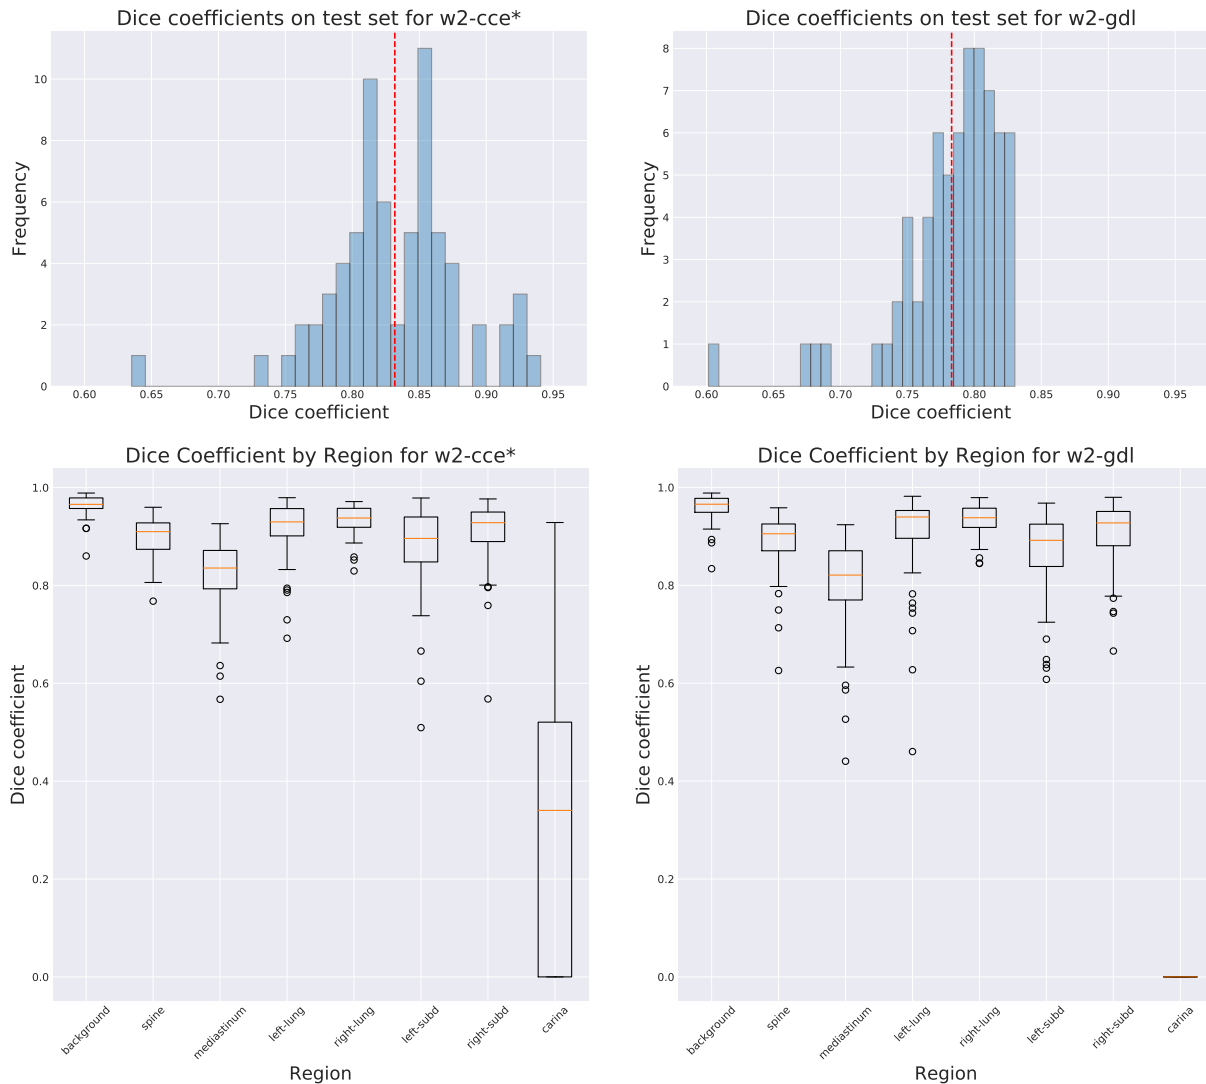 Dice coefficients on test set for w2-cce*
Frequency
10
8
6
4
2
0
0.60 0.65 0.70 0.75 0.80 0.85 0.90 0.95
Dice coefficient
Dice coefficients on test set for w2-gdl
Frequency
8
7
6
5
4
3
2
1
0
0.60 0.65 0.70 0.75 0.80 0.85 0.90 0.95
Dice coefficient
Dice Coefficient by Region for w2-cce*
Dice coefficient
1.0
0.8
0.6
0.4
0.2
0.0
background spine mediastinum left-lung right-lung left-subd right-subd carina
Region
Dice Coefficient by Region for w2-gdl
Dice coefficient
1.0
0.8
0.6
0.4
0.2
0.0
background spine mediastinum left-lung right-lung left-subd right-subd carina
Region